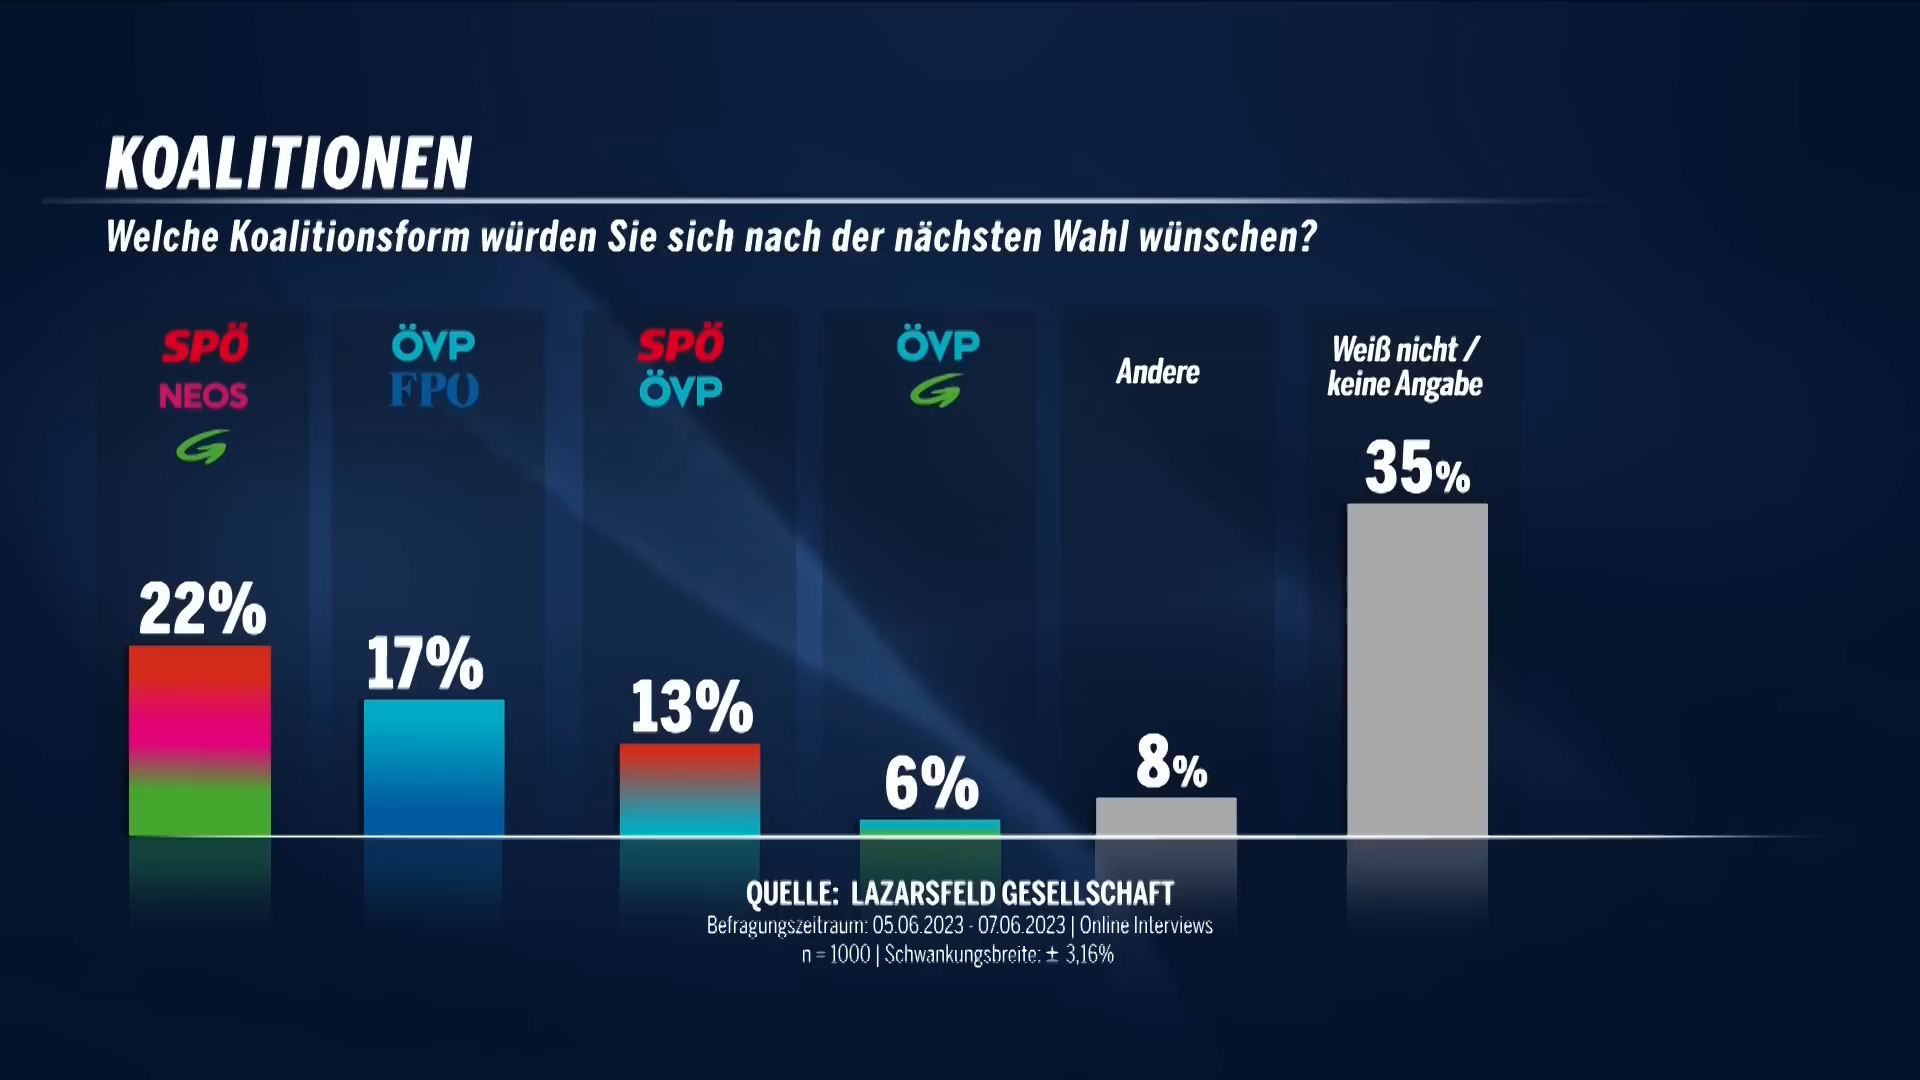 KOALITIONEN
Welche Koalitionsform würden Sie sich nach der nächsten Wahl wünschen?
SPÖ
NEOS
G
22%
ÖVP
FPÖ
17%
SPÖ
ÖVP
13%
ÖVP
G
6%
Andere
8%
Weiß nicht /
keine Angabe
35%
QUELLE: LAZARSFELD GESELLSCHAFT
Befragungszeitraum: 05.06.2023 - 07.06.2023 | Online Interviews
n = 1000 | Schwankungsbreite: ± 3,16%